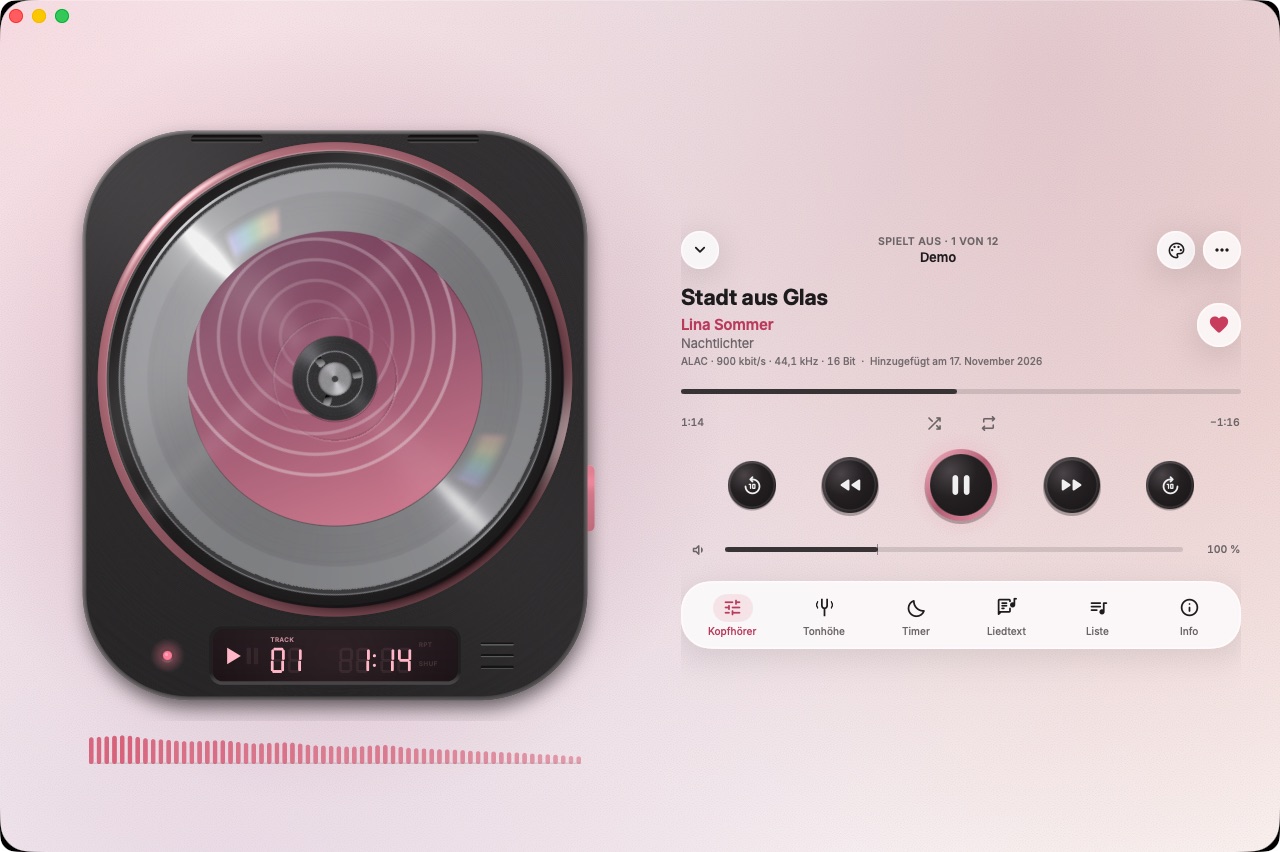 TRACK
01
1:14
RPT
SHUF
SPIELT AUS · 1 VON 12
Demo
Stadt aus Glas
Lina Sommer
Nachtlichter
ALAC · 900 kbit/s · 44,1 kHz · 16 Bit · Hinzugefügt am 17. November 2026
1:14
−1:16
10
10
100 %
Kopfhörer
Tonhöhe
Timer
Liedtext
Liste
Info